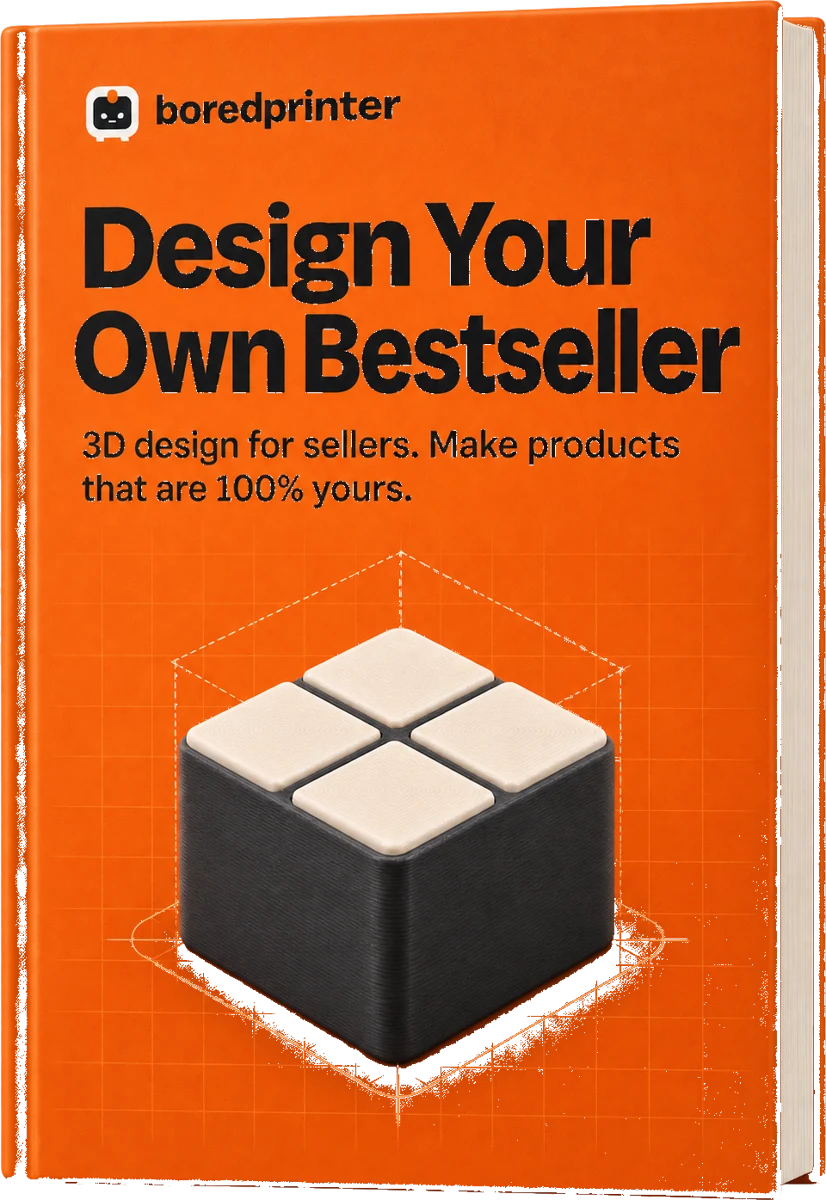 boredprinter
Design Your
Own Bestseller
3D design for sellers. Make products
that are 100% yours.